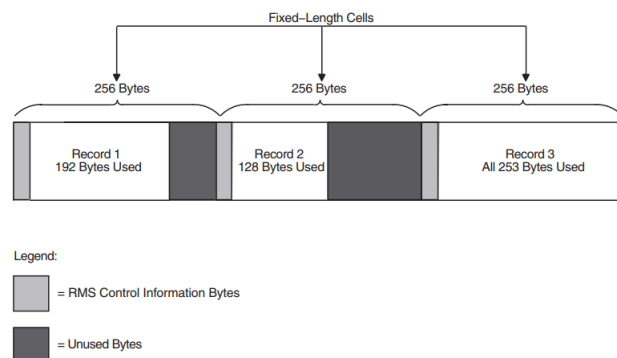 Fixed–Length Cells
256 Bytes
256 Bytes
256 Bytes
Record 1
192 Bytes Used
Record 2
128 Bytes Used
Record 3
All 253 Bytes Used
Legend:
= RMS Control Information Bytes
= Unused Bytes